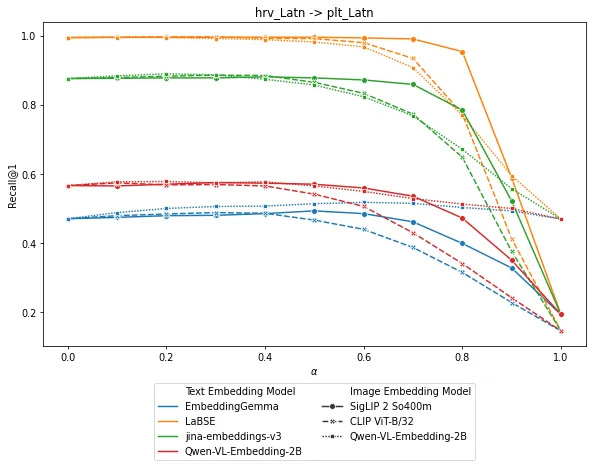 hrv_Latn -> plt_Latn
Recall@1
1.0
0.8
0.6
0.4
0.2
0.0 0.2 0.4 0.6 0.8 1.0
α
Text Embedding Model
EmbeddingGemma
LaBSE
jina-embeddings-v3
Qwen-VL-Embedding-2B
Image Embedding Model
SigLIP 2 So400m
CLIP ViT-B/32
Qwen-VL-Embedding-2B